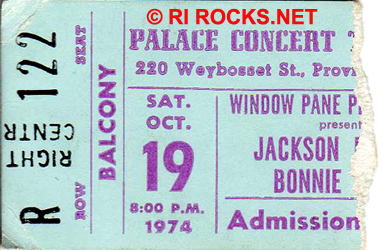 © RI ROCKS.NET
PALACE CONCERT
220 Weybosset St., Provi
SEAT 122
RIGHT CENTR
ROW R
BALCONY
SAT.
OCT.
19
8:00 P.M.
1974
WINDOW PANE P
present
JACKSON
BONNIE
Admission